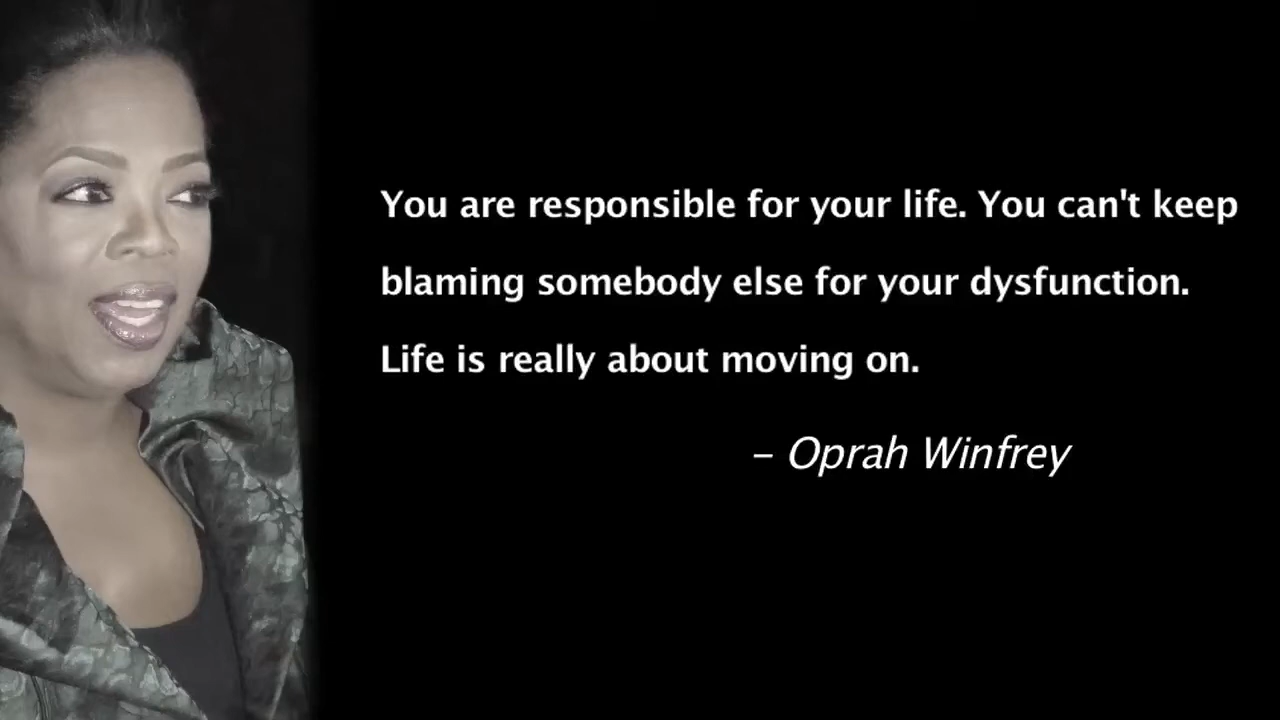 You are responsible for your life. You can't keep
blaming somebody else for your dysfunction.
Life is really about moving on.
– Oprah Winfrey